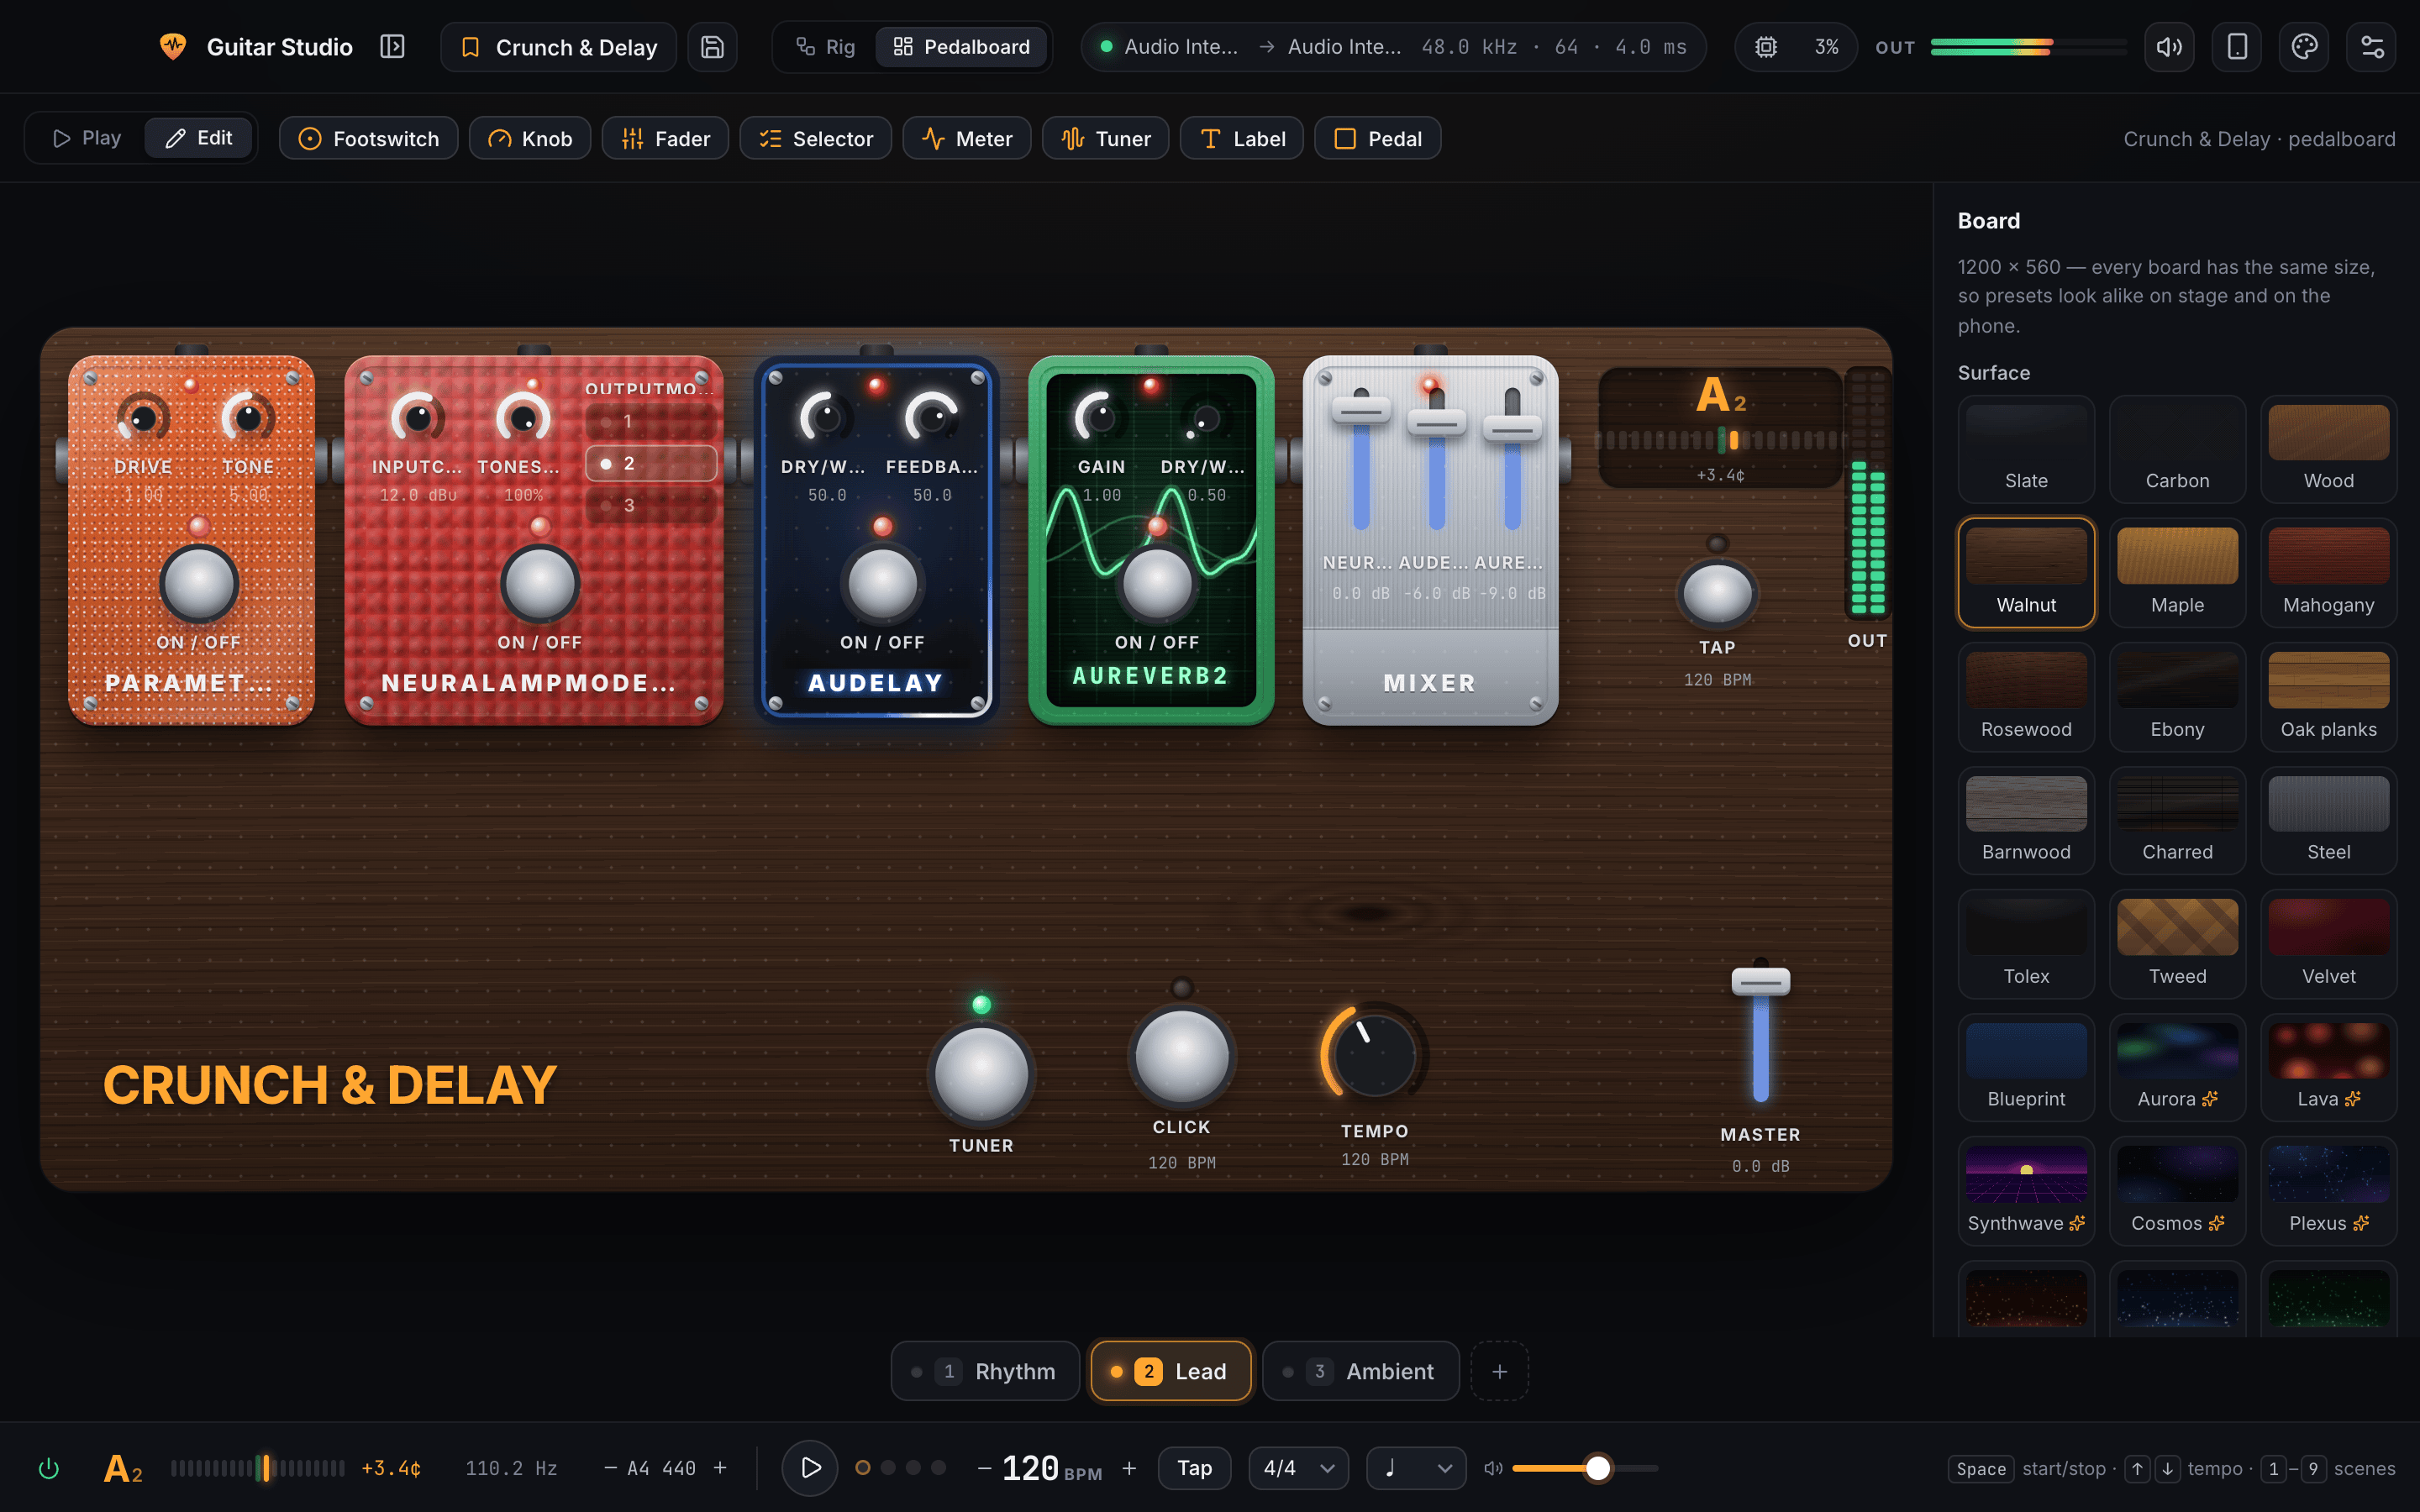 Guitar Studio
Crunch & Delay
Rig
Pedalboard
Audio Inte... → Audio Inte... 48.0 kHz · 64 · 4.0 ms
3%
OUT
Play
Edit
Footswitch
Knob
Fader
Selector
Meter
Tuner
Label
Pedal
Crunch & Delay · pedalboard
DRIVE
TONE
1.00
5.00
ON / OFF
PARAMET...
INPUTC...
TONES...
12.0 dBu
100%
OUTPUTMO...
1
2
3
ON / OFF
NEURALAMPMODE...
DRY/W...
FEEDBA...
50.0
50.0
ON / OFF
AUDELAY
GAIN
DRY/W...
1.00
0.50
ON / OFF
AUREVERB2
NEUR... AUDE... AURE...
0.0 dB -6.0 dB -9.0 dB
MIXER
A2
+3.4¢
TAP
120 BPM
OUT
CRUNCH & DELAY
TUNER
CLICK
120 BPM
TEMPO
120 BPM
MASTER
0.0 dB
Board
1200 × 560 — every board has the same size,
so presets look alike on stage and on the
phone.
Surface
Slate
Carbon
Wood
Walnut
Maple
Mahogany
Rosewood
Ebony
Oak planks
Barnwood
Charred
Steel
Tolex
Tweed
Velvet
Blueprint
Aurora
Lava
Synthwave
Cosmos
Plexus
1 Rhythm
2 Lead
3 Ambient
+
A2
+3.4¢
110.2 Hz
− A4 440 +
− 120 BPM +
Tap
4/4
♩
Space start/stop · ↑ ↓ tempo · 1 – 9 scenes